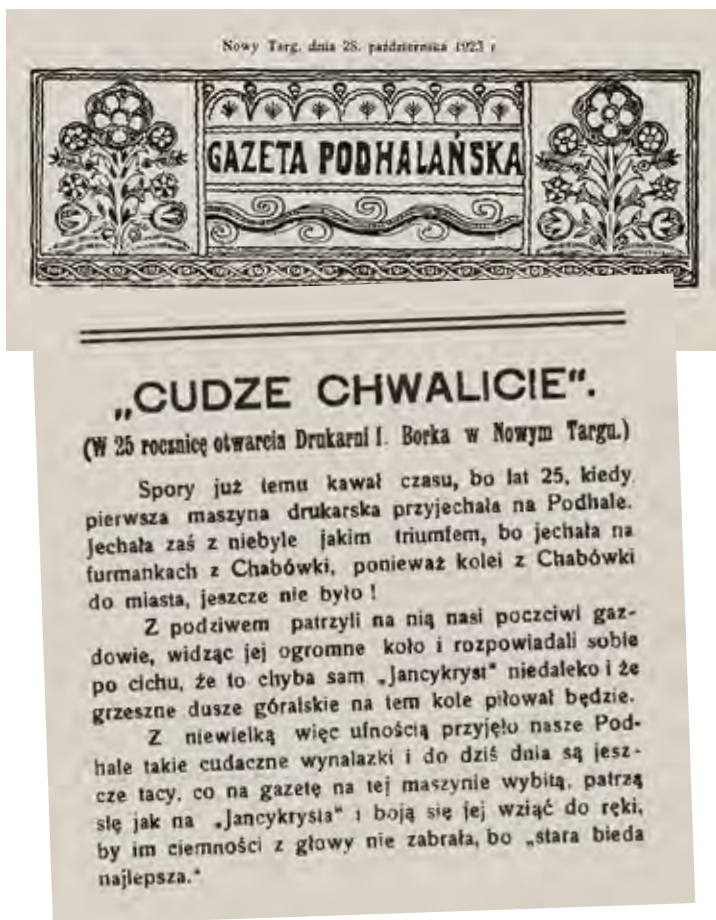 Nowy Targ, dnia 28. października 1923 r
GAZETA PODHALAŃSKA
„CUDZE CHWALICIE“.
(W 25 rocznicę otwarcia Drukarni I. Borka w Nowym Targu.)
Spory już temu kawał czasu, bo lat 25, kiedy
pierwsza maszyna drukarska przyjechała na Podhale.
Jechała zaś z niebyle jakim triumfem, bo jechała na
furmankach z Chabówki, ponieważ kolei z Chabówki
do miasta, jeszcze nie było !
Z podziwem patrzyli na nią nasi poczciwi gaz-
dowie, widząc jej ogromne koło i rozpowiadali sobie
po cichu, że to chyba sam „Jancykryst“ niedaleko i że
grzeszne dusze góralskie na tem kole piłował będzie.
Z niewielką więc ufnością przyjęło nasze Pod-
hale takie cudaczne wynalazki i do dziś dnia są jesz-
cze tacy, co na gazetę na tej maszynie wybitą, patrzą
się jak na „Jancykrysta“ i boją się jej wziąć do ręki,
by im ciemności z głowy nie zabrała, bo „stara bieda
najlepsza.“